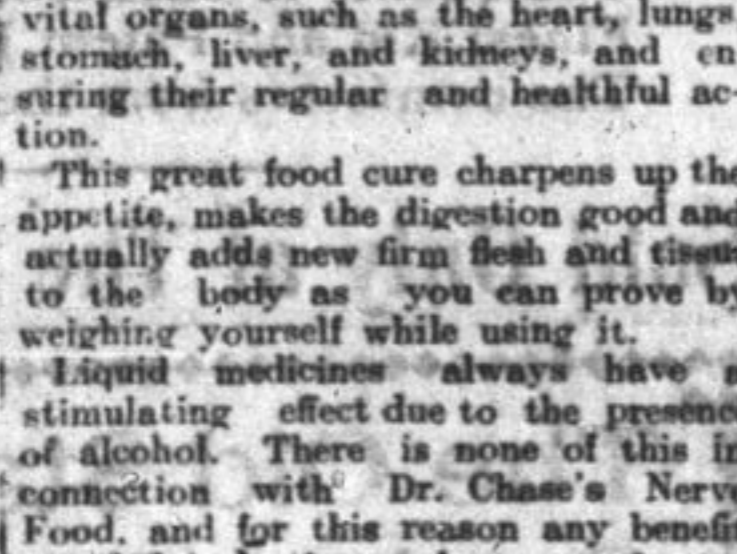 vital organs, such as the heart, lungs
stomach, liver, and kidneys, and en
suring their regular and healthful ac-
tion.
This great food cure charpens up the
appetite, makes the digestion good and
actually adds new firm flesh and tissue
to the body as you can prove by
weighing yourself while using it.
Liquid medicines always have a
stimulating effect due to the presence
of alcohol. There is none of this in
connection with Dr. Chase's Nerve
Food, and for this reason any benefit